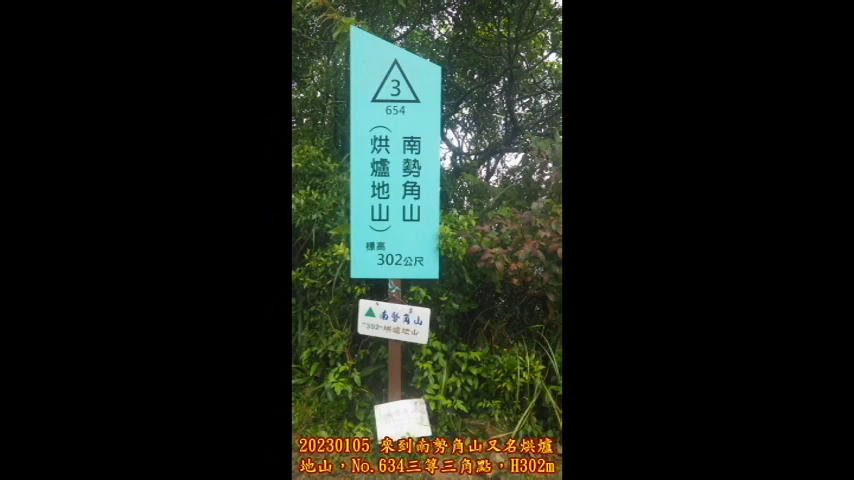 3
654
南勢角山
(烘爐地山)
標高
302公尺
南勢角山
"302"烘爐地山
20230105 來到南勢角山又名烘爐
地山，No.634三等三角點，H302m